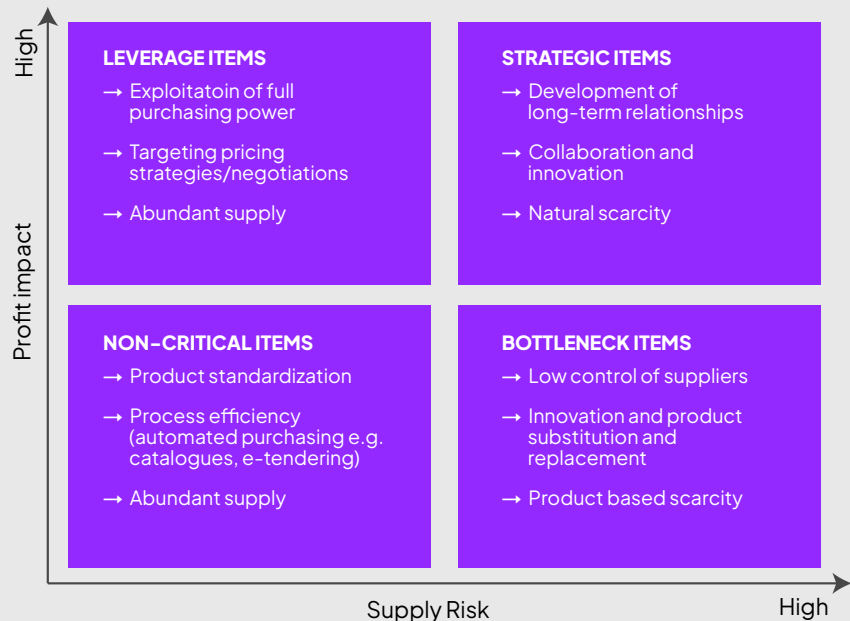 High
Profit impact
LEVERAGE ITEMS
→ Exploitatoin of full
purchasing power
→ Targeting pricing
strategies/negotiations
→ Abundant supply
STRATEGIC ITEMS
→ Development of
long-term relationships
→ Collaboration and
innovation
→ Natural scarcity
NON-CRITICAL ITEMS
→ Product standardization
→ Process efficiency
(automated purchasing e.g.
catalogues, e-tendering)
→ Abundant supply
BOTTLENECK ITEMS
→ Low control of suppliers
→ Innovation and product
substitution and
replacement
→ Product based scarcity
Supply Risk
High